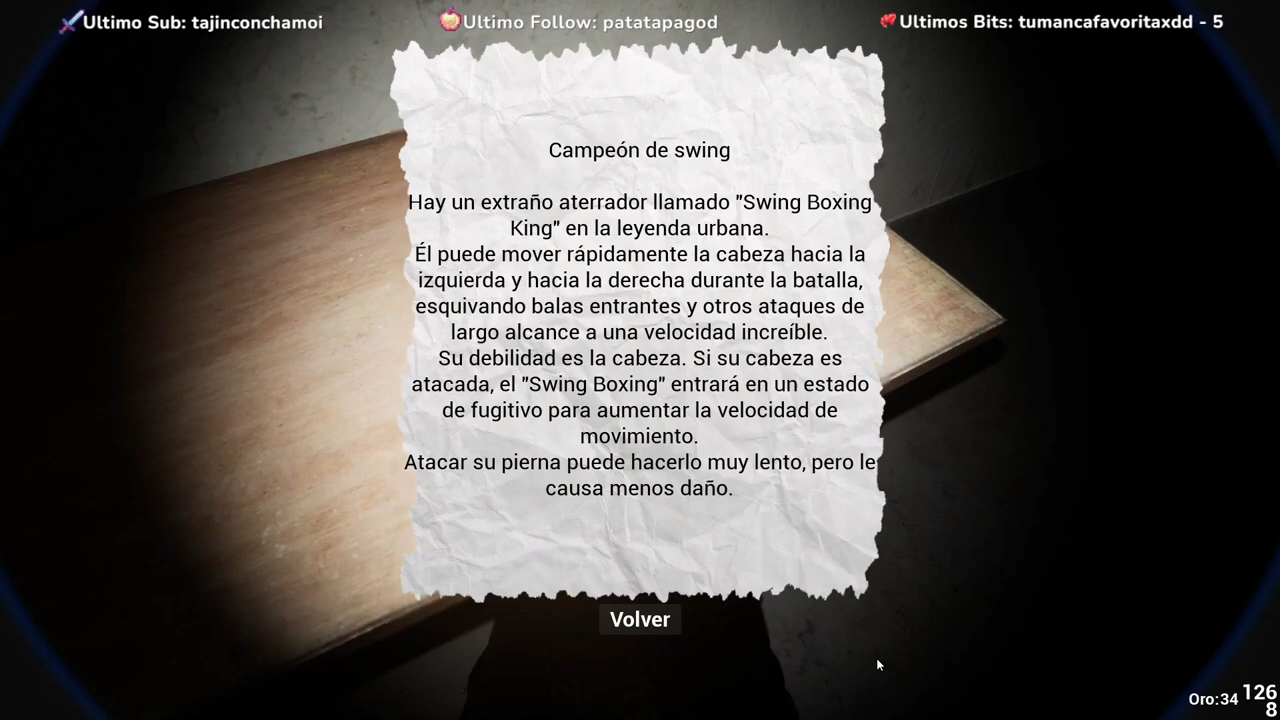 Ultimo Sub: tajinconchamoi
Ultimo Follow: patatapagod
Ultimos Bits: tumancafavoritaxdd - 5
Campeón de swing
Hay un extraño aterrador llamado "Swing Boxing
King" en la leyenda urbana.
Él puede mover rápidamente la cabeza hacia la
izquierda y hacia la derecha durante la batalla,
esquivando balas entrantes y otros ataques de
largo alcance a una velocidad increíble.
Su debilidad es la cabeza. Si su cabeza es
atacada, el "Swing Boxing" entrará en un estado
de fugitivo para aumentar la velocidad de
movimiento.
Atacar su pierna puede hacerlo muy lento, pero le
causa menos daño.
Volver
Oro:34
126
8